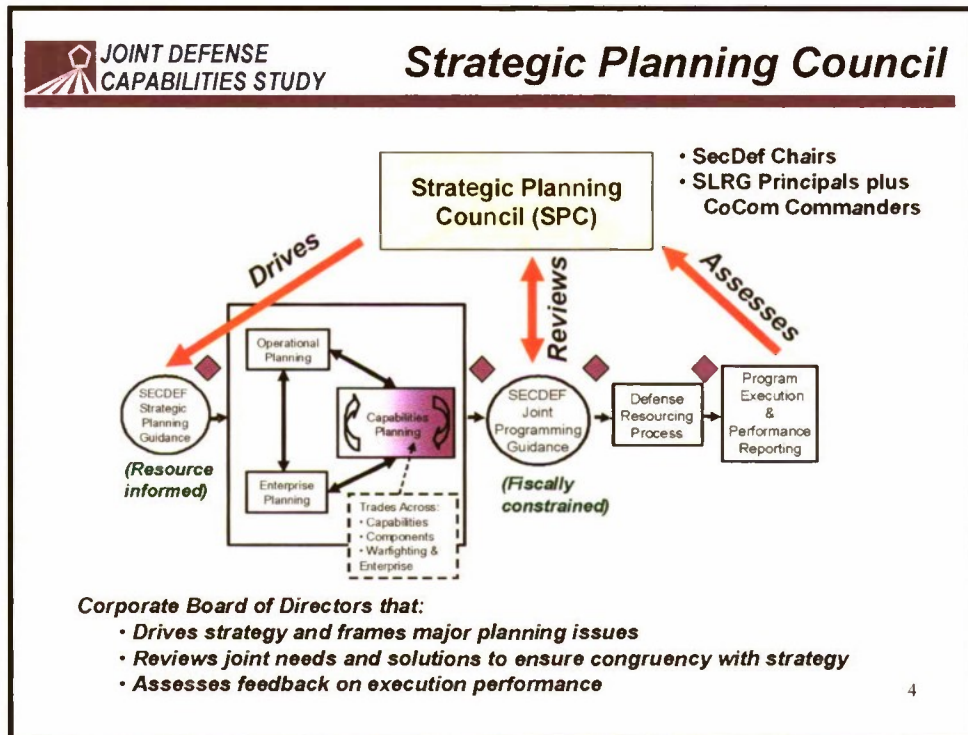 JOINT DEFENSE
CAPABILITIES STUDY
Strategic Planning Council
Strategic Planning
Council (SPC)
• SecDef Chairs
• SLRG Principals plus
CoCom Commanders
Drives
Reviews
Assesses
SECDEF
Strategic
Planning
Guidance
(Resource
informed)
Operational
Planning
Capabilities
Planning
Enterprise
Planning
Trades Across:
• Capabilities
• Components
• Warfighting &
Enterprise
SECDEF
Joint
Programming
Guidance
(Fiscally
constrained)
Defense
Resourcing
Process
Program
Execution
&
Performance
Reporting
Corporate Board of Directors that:
• Drives strategy and frames major planning issues
• Reviews joint needs and solutions to ensure congruency with strategy
• Assesses feedback on execution performance
4